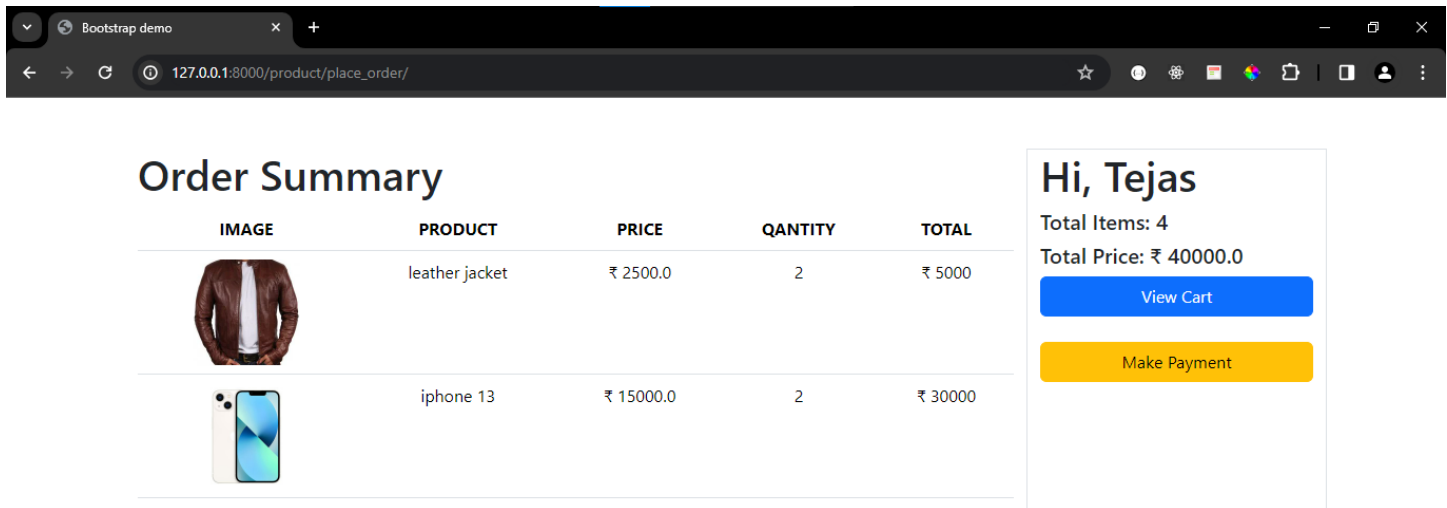 Bootstrap demo
127.0.0.1:8000/product/place_order/
Order Summary
IMAGE PRODUCT PRICE QANTITY TOTAL
leather jacket ₹ 2500.0 2 ₹ 5000
iphone 13 ₹ 15000.0 2 ₹ 30000
Hi, Tejas
Total Items: 4
Total Price: ₹ 40000.0
View Cart
Make Payment